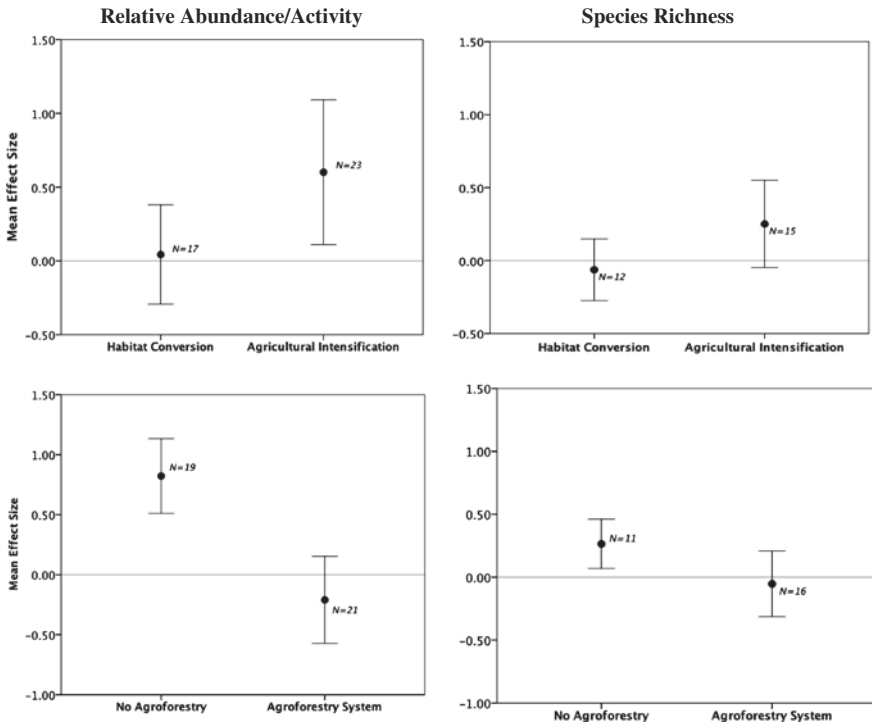 Relative Abundance/Activity
Species Richness
Mean Effect Size
1.50
1.00
0.50
0.00
−0.50
N=17
N=23
Habitat Conversion
Agricultural Intensification
1.50
1.00
0.50
0.00
−0.50
N=12
N=15
Habitat Conversion
Agricultural Intensification
Mean Effect Size
1.50
1.00
0.50
0.00
−0.50
−1.00
N=19
N=21
No Agroforestry
Agroforestry System
1.50
1.00
0.50
0.00
−0.50
−1.00
N=11
N=16
No Agroforestry
Agroforestry System